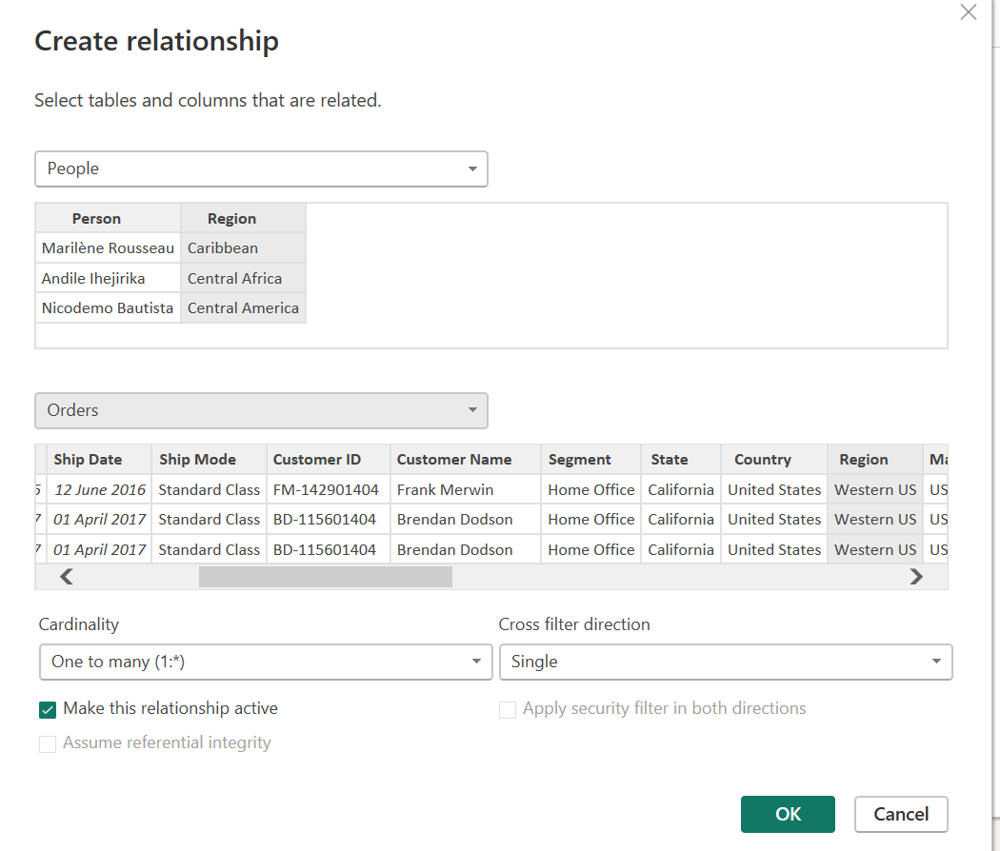 Create relationship
Select tables and columns that are related.
People
Person Region
Marilène Rousseau Caribbean
Andile Ihejirika Central Africa
Nicodemo Bautista Central America
Orders
Ship Date Ship Mode Customer ID Customer Name Segment State Country Region
12 June 2016 Standard Class FM-142901404 Frank Merwin Home Office California United States Western US US
01 April 2017 Standard Class BD-115601404 Brendan Dodson Home Office California United States Western US US
01 April 2017 Standard Class BD-115601404 Brendan Dodson Home Office California United States Western US US
Cardinality Cross filter direction
One to many (1:*) Single
Make this relationship active Apply security filter in both directions
Assume referential integrity
OK Cancel